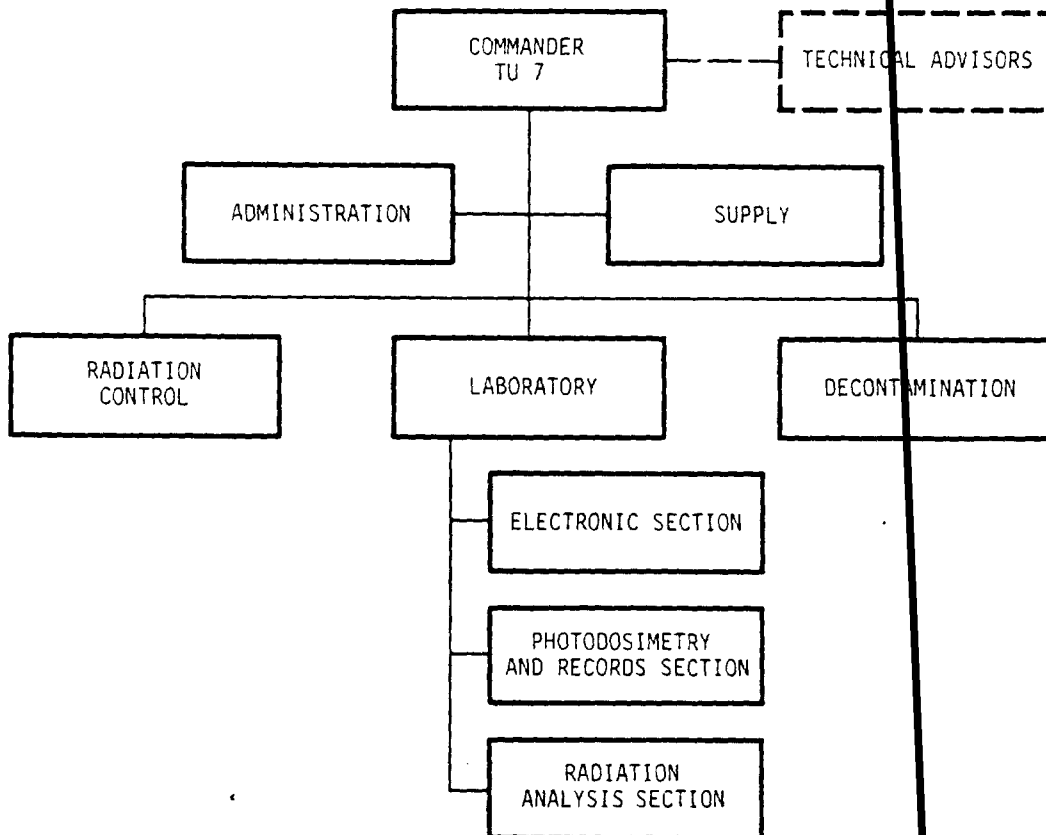 COMMANDER
TU 7
TECHNICAL ADVISORS
ADMINISTRATION
SUPPLY
RADIATION
CONTROL
LABORATORY
DECONTAMINATION
ELECTRONIC SECTION
PHOTODOSIMETRY
AND RECORDS SECTION
RADIATION
ANALYSIS SECTION